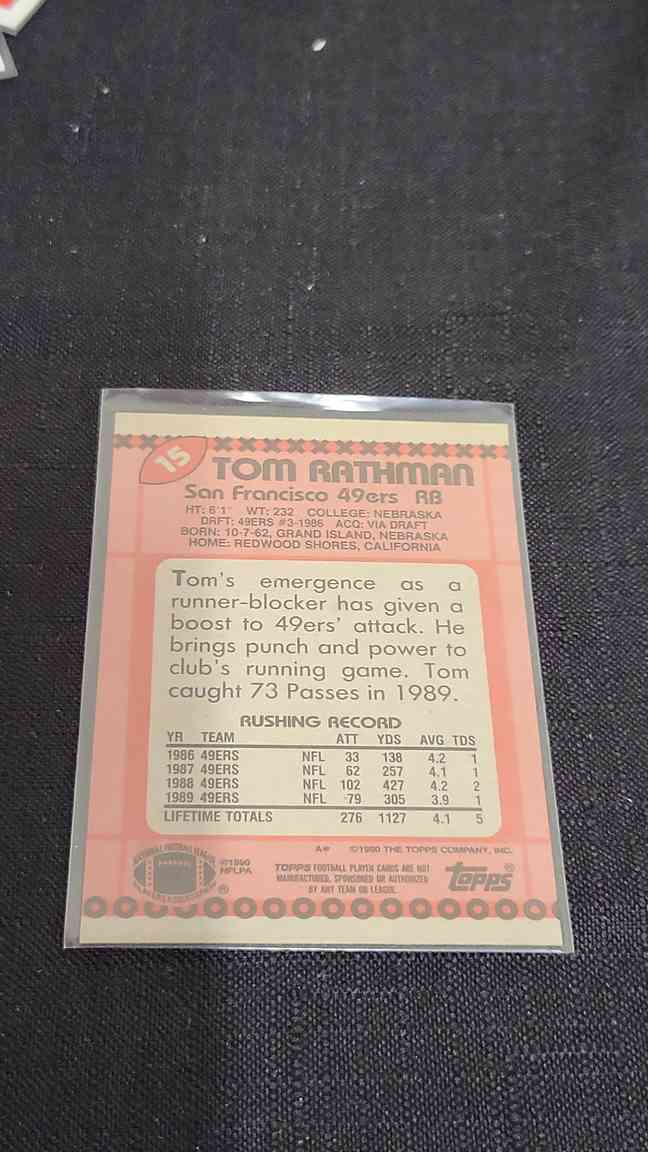 15
TOM RATHMAN
San Francisco 49ers RB
HT: 6'1" WT: 232 COLLEGE: NEBRASKA
DRFT: 49ERS #3-1986 ACQ: VIA DRAFT
BORN: 10-7-62, GRAND ISLAND, NEBRASKA
HOME: REDWOOD SHORES, CALIFORNIA
Tom's emergence as a
runner-blocker has given a
boost to 49ers' attack. He
brings punch and power to
club's running game. Tom
caught 73 Passes in 1989.
RUSHING RECORD
YR TEAM ATT YDS AVG TDS
1986 49ERS NFL 33 138 4.2 1
1987 49ERS NFL 62 257 4.1 1
1988 49ERS NFL 102 427 4.2 2
1989 49ERS NFL 79 305 3.9 1
LIFETIME TOTALS 276 1127 4.1 5
A* ©1990 THE TOPPS COMPANY, INC.
©1990
NFLPA
®
TOPPS FOOTBALL PLAYER CARDS ARE NOT
MANUFACTURED, SPONSORED OR AUTHORIZED
BY ANY TEAM OR LEAGUE.
topps®